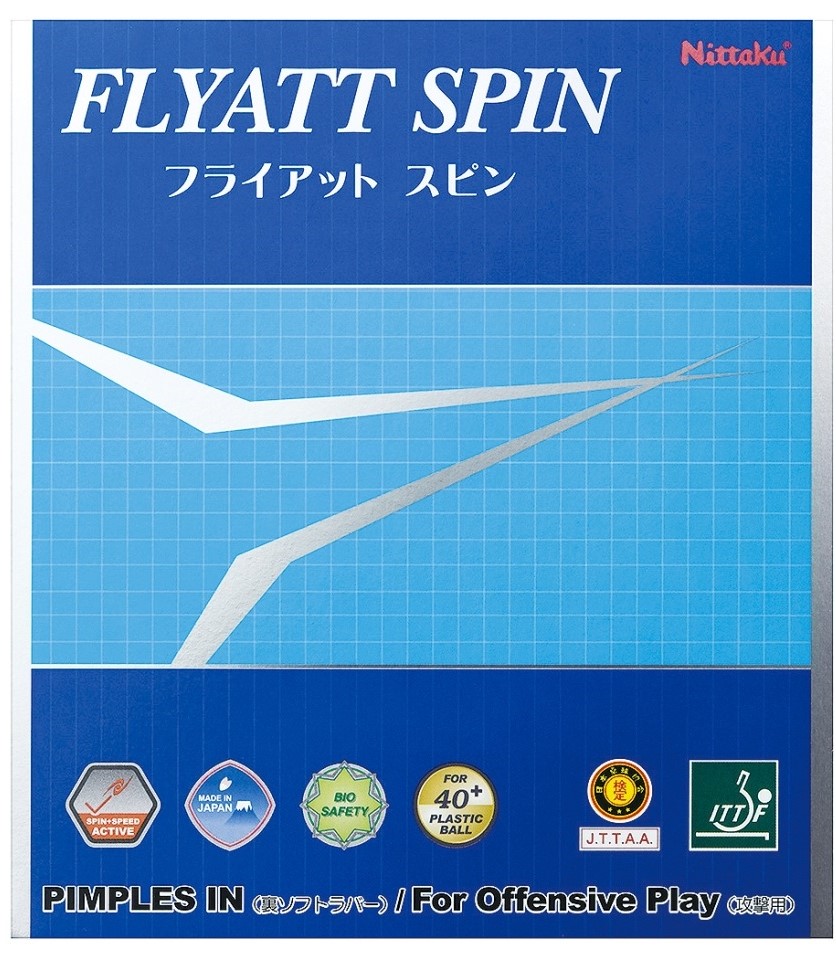 Nittaku®
FLYATT SPIN
フライアット スピン
SPIN+SPEED
ACTIVE
MADE IN
JAPAN
BIO
SAFETY
FOR
40+
PLASTIC
BALL
検定
J.T.T.A.A.
ITTF
PIMPLES IN (裏ソフトラバー) / For Offensive Play (攻撃用)